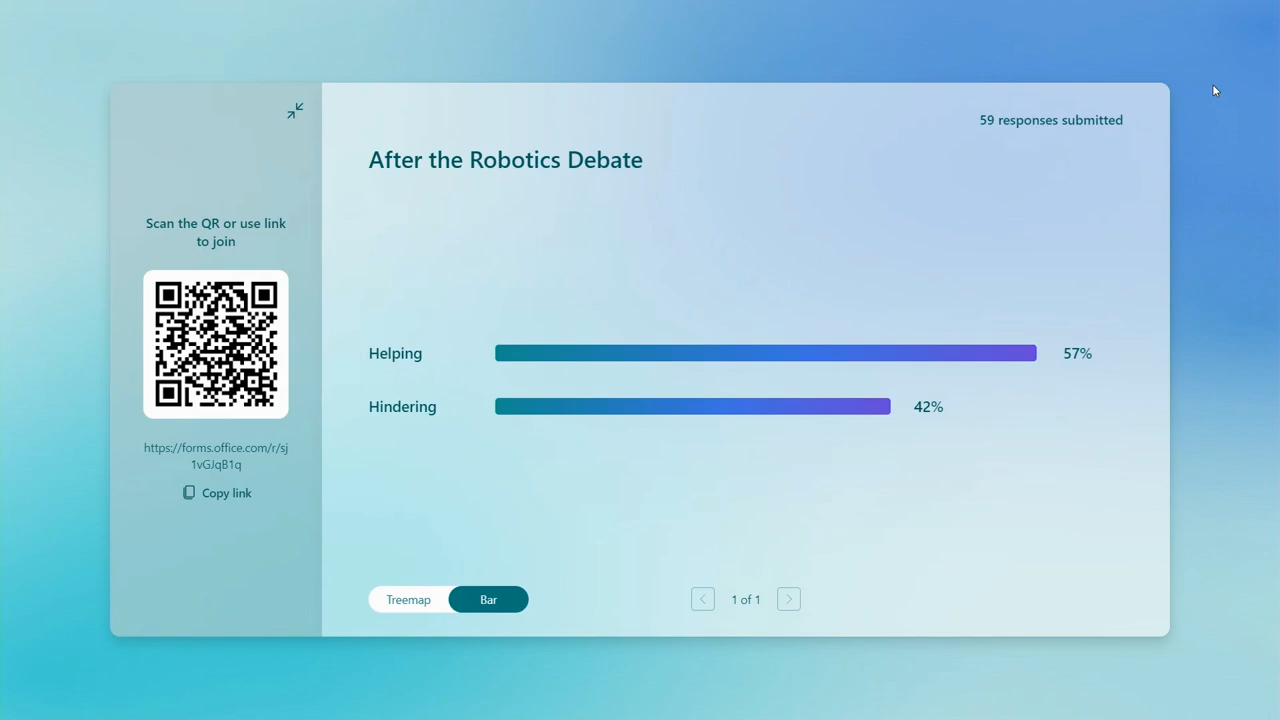 59 responses submitted
After the Robotics Debate
Scan the QR or use link
to join
https://forms.office.com/r/sj
1vGJqB1q
Copy link
Helping 57%
Hindering 42%
Treemap Bar
1 of 1